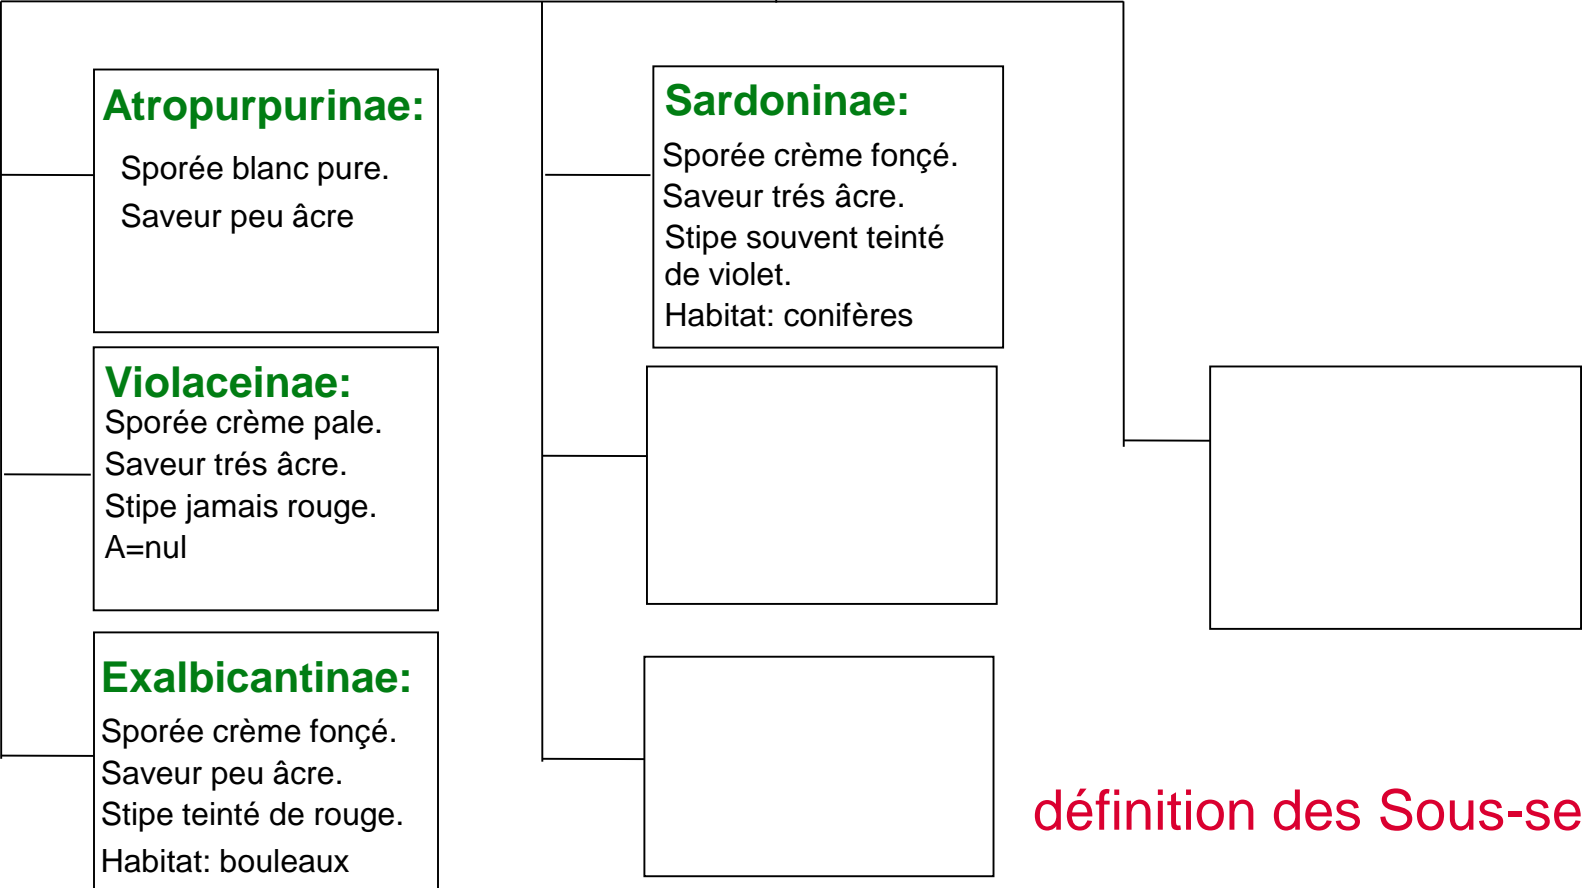 Atropurpurinae:
Sporée blanc pure.
Saveur peu âcre
Violaceinae:
Sporée crème pale.
Saveur trés âcre.
Stipe jamais rouge.
A=nul
Exalbicantinae:
Sporée crème fonçé.
Saveur peu âcre.
Stipe teinté de rouge.
Habitat: bouleaux
Sardoninae:
Sporée crème fonçé.
Saveur trés âcre.
Stipe souvent teinté
de violet.
Habitat: conifères
définition des Sous-se